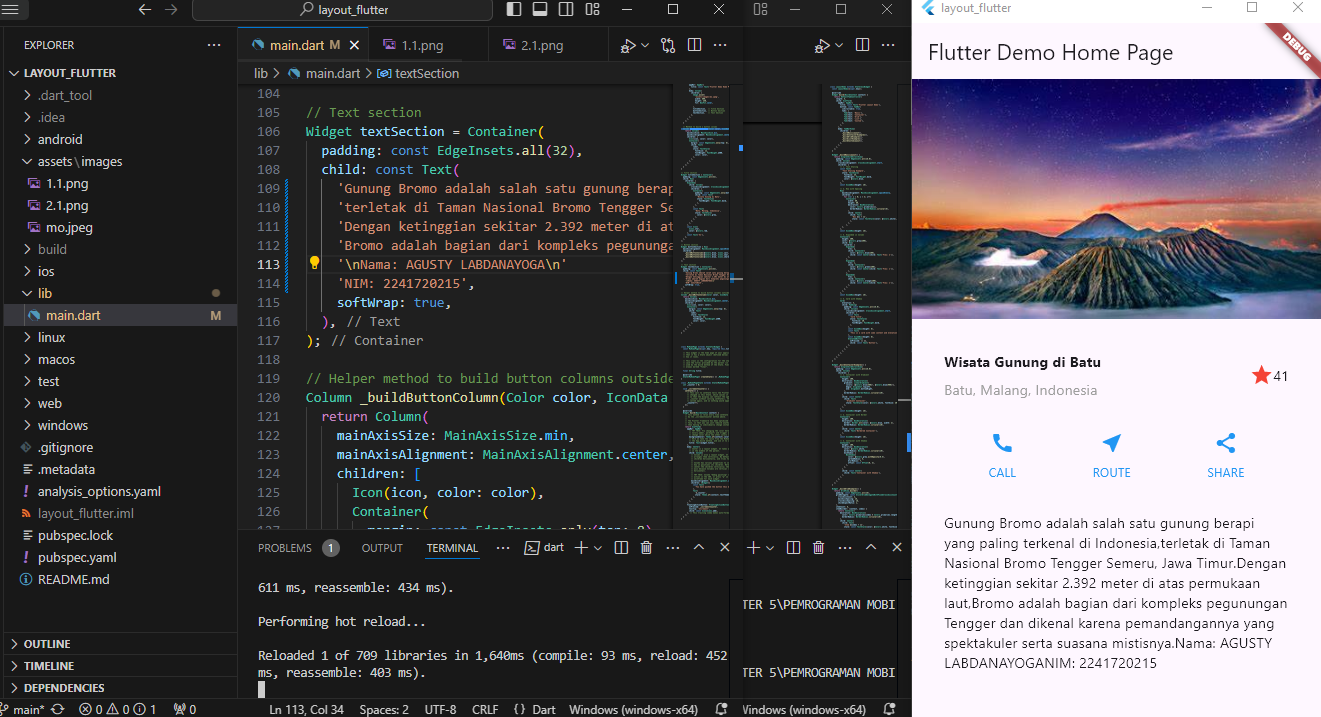 layout_flutter
EXPLORER
LAYOUT_FLUTTER
.dart_tool
.idea
android
assets\images
1.1.png
2.1.png
mo.jpeg
build
ios
lib
main.dart M
linux
macos
test
web
windows
.gitignore
.metadata
analysis_options.yaml
layout_flutter.iml
pubspec.lock
pubspec.yaml
README.md
OUTLINE
TIMELINE
DEPENDENCIES
main.dart M 1.1.png 2.1.png
lib > main.dart > textSection
104
105 // Text section
106 Widget textSection = Container(
107 padding: const EdgeInsets.all(32),
108 child: const Text(
109 'Gunung Bromo adalah salah satu gunung berapi
110 'terletak di Taman Nasional Bromo Tengger Se
111 'Dengan ketinggian sekitar 2.392 meter di at
112 'Bromo adalah bagian dari kompleks pegununga
113 '\nNama: AGUSTY LABDANAYOGA\n'
114 'NIM: 2241720215',
115 softWrap: true,
116 ), // Text
117 ); // Container
118
119 // Helper method to build button columns outside
120 Column _buildButtonColumn(Color color, IconData
121 return Column(
122 mainAxisSize: MainAxisSize.min,
123 mainAxisAlignment: MainAxisAlignment.center,
124 children: [
125 Icon(icon, color: color),
126 Container(
PROBLEMS 1 OUTPUT TERMINAL dart
611 ms, reassemble: 434 ms).
Performing hot reload...
Reloaded 1 of 709 libraries in 1,640ms (compile: 93 ms, reload: 452
ms, reassemble: 403 ms).
TER 5\PEMROGRAMAN MOBI
TER 5\PEMROGRAMAN MOBI
main* 0 0 1 0 Ln 113, Col 34 Spaces: 2 UTF-8 CRLF {} Dart Windows (windows-x64) Windows (windows-x64)
layout_flutter
Flutter Demo Home Page
DEBUG
Wisata Gunung di Batu
Batu, Malang, Indonesia
41
CALL ROUTE SHARE
Gunung Bromo adalah salah satu gunung berapi
yang paling terkenal di Indonesia,terletak di Taman
Nasional Bromo Tengger Semeru, Jawa Timur.Dengan
ketinggian sekitar 2.392 meter di atas permukaan
laut,Bromo adalah bagian dari kompleks pegunungan
Tengger dan dikenal karena pemandangannya yang
spektakuler serta suasana mistisnya.Nama: AGUSTY
LABDANAYOGANIM: 2241720215